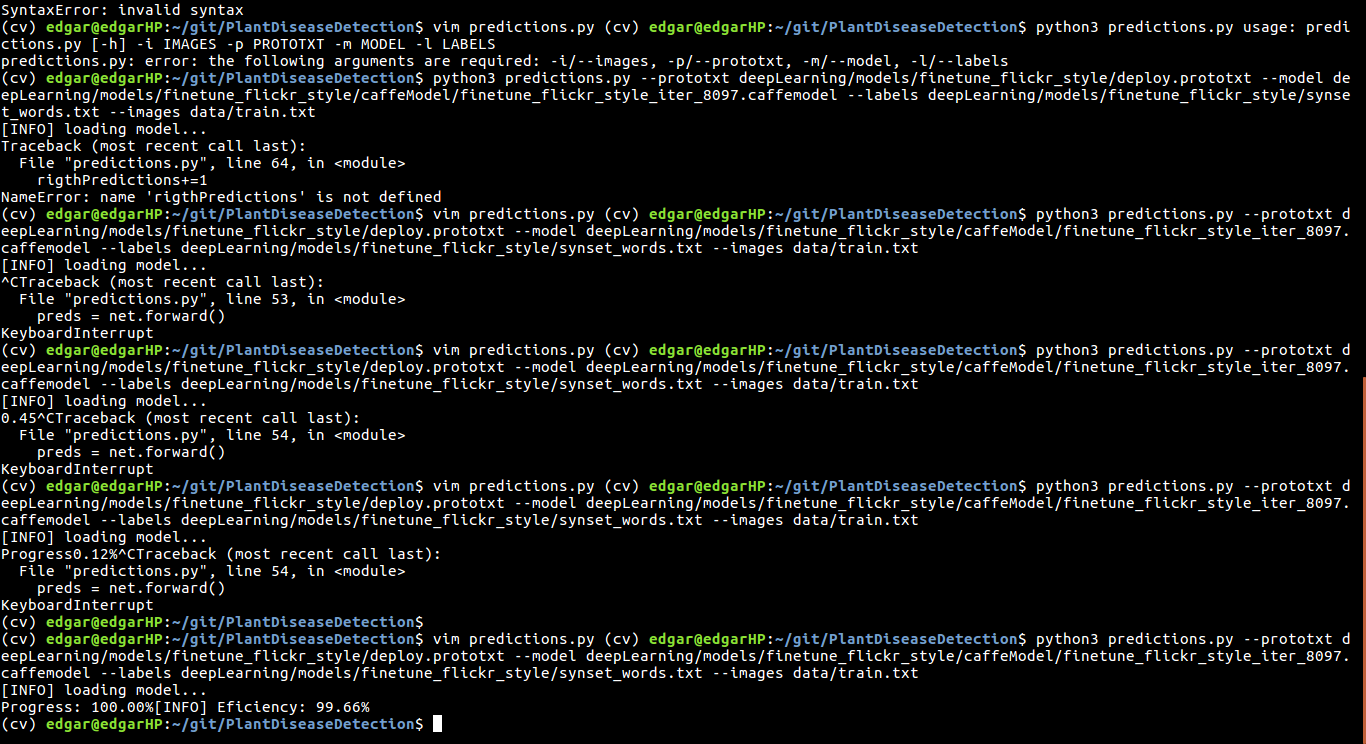 SyntaxError: invalid syntax
(cv) edgar@edgarHP:~/git/PlantDiseaseDetection$ vim predictions.py (cv) edgar@edgarHP:~/git/PlantDiseaseDetection$ python3 predictions.py usage: predi
ctions.py [-h] -i IMAGES -p PROTOTXT -m MODEL -l LABELS
predictions.py: error: the following arguments are required: -i/--images, -p/--prototxt, -m/--model, -l/--labels
(cv) edgar@edgarHP:~/git/PlantDiseaseDetection$ python3 predictions.py --prototxt deepLearning/models/finetune_flickr_style/deploy.prototxt --model de
epLearning/models/finetune_flickr_style/caffeModel/finetune_flickr_style_iter_8097.caffemodel --labels deepLearning/models/finetune_flickr_style/synse
t_words.txt --images data/train.txt
[INFO] loading model...
Traceback (most recent call last):
  File "predictions.py", line 64, in <module>
    rigthPredictions+=1
NameError: name 'rigthPredictions' is not defined
(cv) edgar@edgarHP:~/git/PlantDiseaseDetection$ vim predictions.py (cv) edgar@edgarHP:~/git/PlantDiseaseDetection$ python3 predictions.py --prototxt d
eepLearning/models/finetune_flickr_style/deploy.prototxt --model deepLearning/models/finetune_flickr_style/caffeModel/finetune_flickr_style_iter_8097.
caffemodel --labels deepLearning/models/finetune_flickr_style/synset_words.txt --images data/train.txt
[INFO] loading model...
^CTraceback (most recent call last):
  File "predictions.py", line 53, in <module>
    preds = net.forward()
KeyboardInterrupt
(cv) edgar@edgarHP:~/git/PlantDiseaseDetection$ vim predictions.py (cv) edgar@edgarHP:~/git/PlantDiseaseDetection$ python3 predictions.py --prototxt d
eepLearning/models/finetune_flickr_style/deploy.prototxt --model deepLearning/models/finetune_flickr_style/caffeModel/finetune_flickr_style_iter_8097.
caffemodel --labels deepLearning/models/finetune_flickr_style/synset_words.txt --images data/train.txt
[INFO] loading model...
0.45^CTraceback (most recent call last):
  File "predictions.py", line 54, in <module>
    preds = net.forward()
KeyboardInterrupt
(cv) edgar@edgarHP:~/git/PlantDiseaseDetection$ vim predictions.py (cv) edgar@edgarHP:~/git/PlantDiseaseDetection$ python3 predictions.py --prototxt d
eepLearning/models/finetune_flickr_style/deploy.prototxt --model deepLearning/models/finetune_flickr_style/caffeModel/finetune_flickr_style_iter_8097.
caffemodel --labels deepLearning/models/finetune_flickr_style/synset_words.txt --images data/train.txt
[INFO] loading model...
Progress0.12%^CTraceback (most recent call last):
  File "predictions.py", line 54, in <module>
    preds = net.forward()
KeyboardInterrupt
(cv) edgar@edgarHP:~/git/PlantDiseaseDetection$
(cv) edgar@edgarHP:~/git/PlantDiseaseDetection$ vim predictions.py (cv) edgar@edgarHP:~/git/PlantDiseaseDetection$ python3 predictions.py --prototxt d
eepLearning/models/finetune_flickr_style/deploy.prototxt --model deepLearning/models/finetune_flickr_style/caffeModel/finetune_flickr_style_iter_8097.
caffemodel --labels deepLearning/models/finetune_flickr_style/synset_words.txt --images data/train.txt
[INFO] loading model...
Progress: 100.00%[INFO] Eficiency: 99.66%
(cv) edgar@edgarHP:~/git/PlantDiseaseDetection$